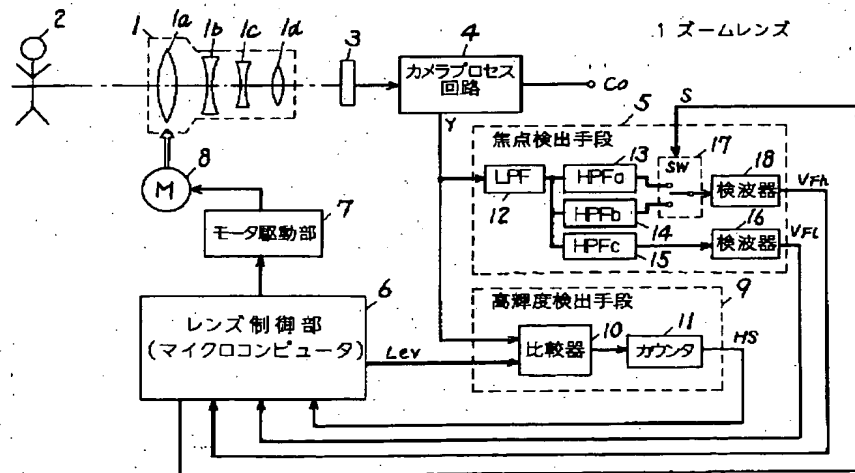 1 ズームレンズ
2
1
1a
1b
1c
1d
3
4
カメラプロセス
回路
Co
Y
S
5
焦点検出手段
LPF
12
13
HPFa
HPFb
14
HPFc
15
SW
17
18
検波器
VFh
16
検波器
VFL
M
8
7
モータ駆動部
6
レンズ制御部
(マイクロコンピュータ)
Lev
9
高輝度検出手段
10
比較器
11
カウンタ
HS